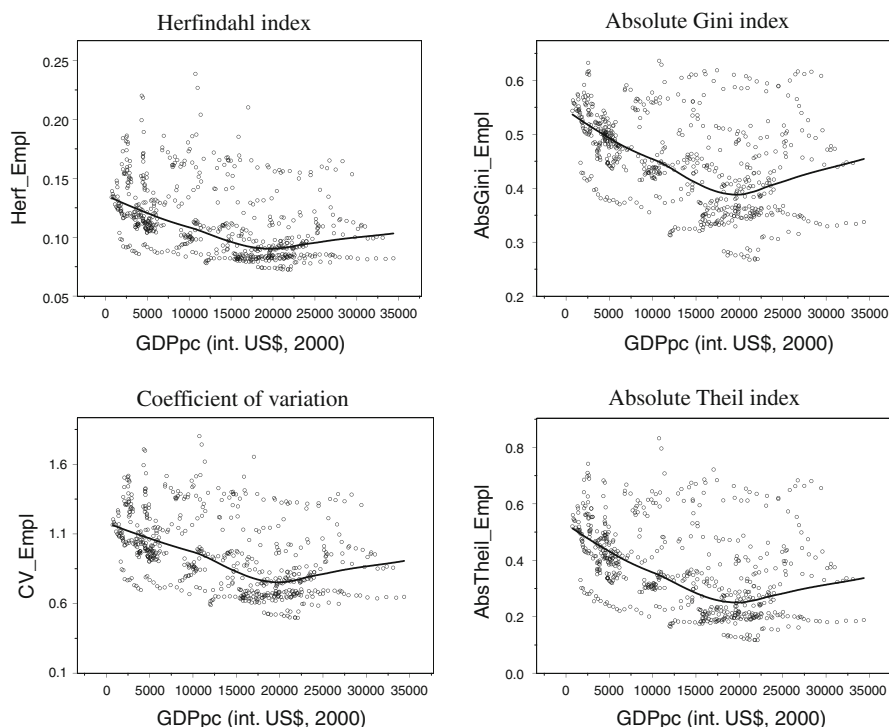 Herfindahl index
Herf_Empl
0.25
0.20
0.15
0.10
0.05
0 5000 10000 15000 20000 25000 30000 35000
GDPpc (int. US$, 2000)
Absolute Gini index
AbsGini_Empl
0.6
0.5
0.4
0.3
0.2
0 5000 10000 15000 20000 25000 30000 35000
GDPpc (int. US$, 2000)
Coefficient of variation
CV_Empl
1.6
1.1
0.6
0.1
0 5000 10000 15000 20000 25000 30000 35000
GDPpc (int. US$, 2000)
Absolute Theil index
AbsTheil_Empl
0.8
0.6
0.4
0.2
0.0
0 5000 10000 15000 20000 25000 30000 35000
GDPpc (int. US$, 2000)